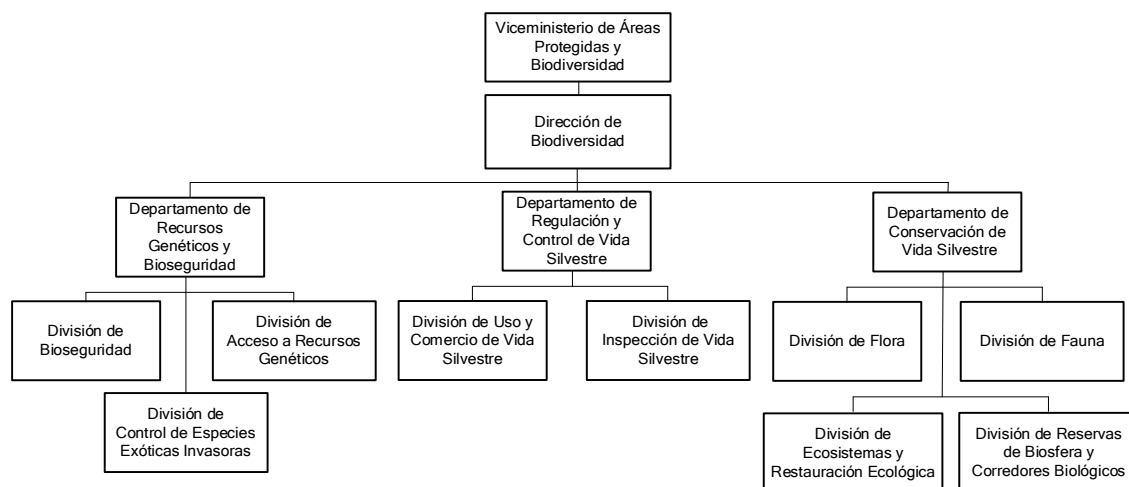 Viceministerio de Áreas
Protegidas y
Biodiversidad
Dirección de
Biodiversidad
Departamento de
Recursos
Genéticos y
Bioseguridad
Departamento de
Regulación y
Control de Vida
Silvestre
Departamento de
Conservación de
Vida Silvestre
División de
Bioseguridad
División de
Acceso a Recursos
Genéticos
División de Uso y
Comercio de Vida
Silvestre
División de
Inspección de Vida
Silvestre
División de Flora
División de Fauna
División de
Control de Especies
Exóticas Invasoras
División de
Ecosistemas y
Restauración Ecológica
División de Reservas
de Biosfera y
Corredores Biológicos